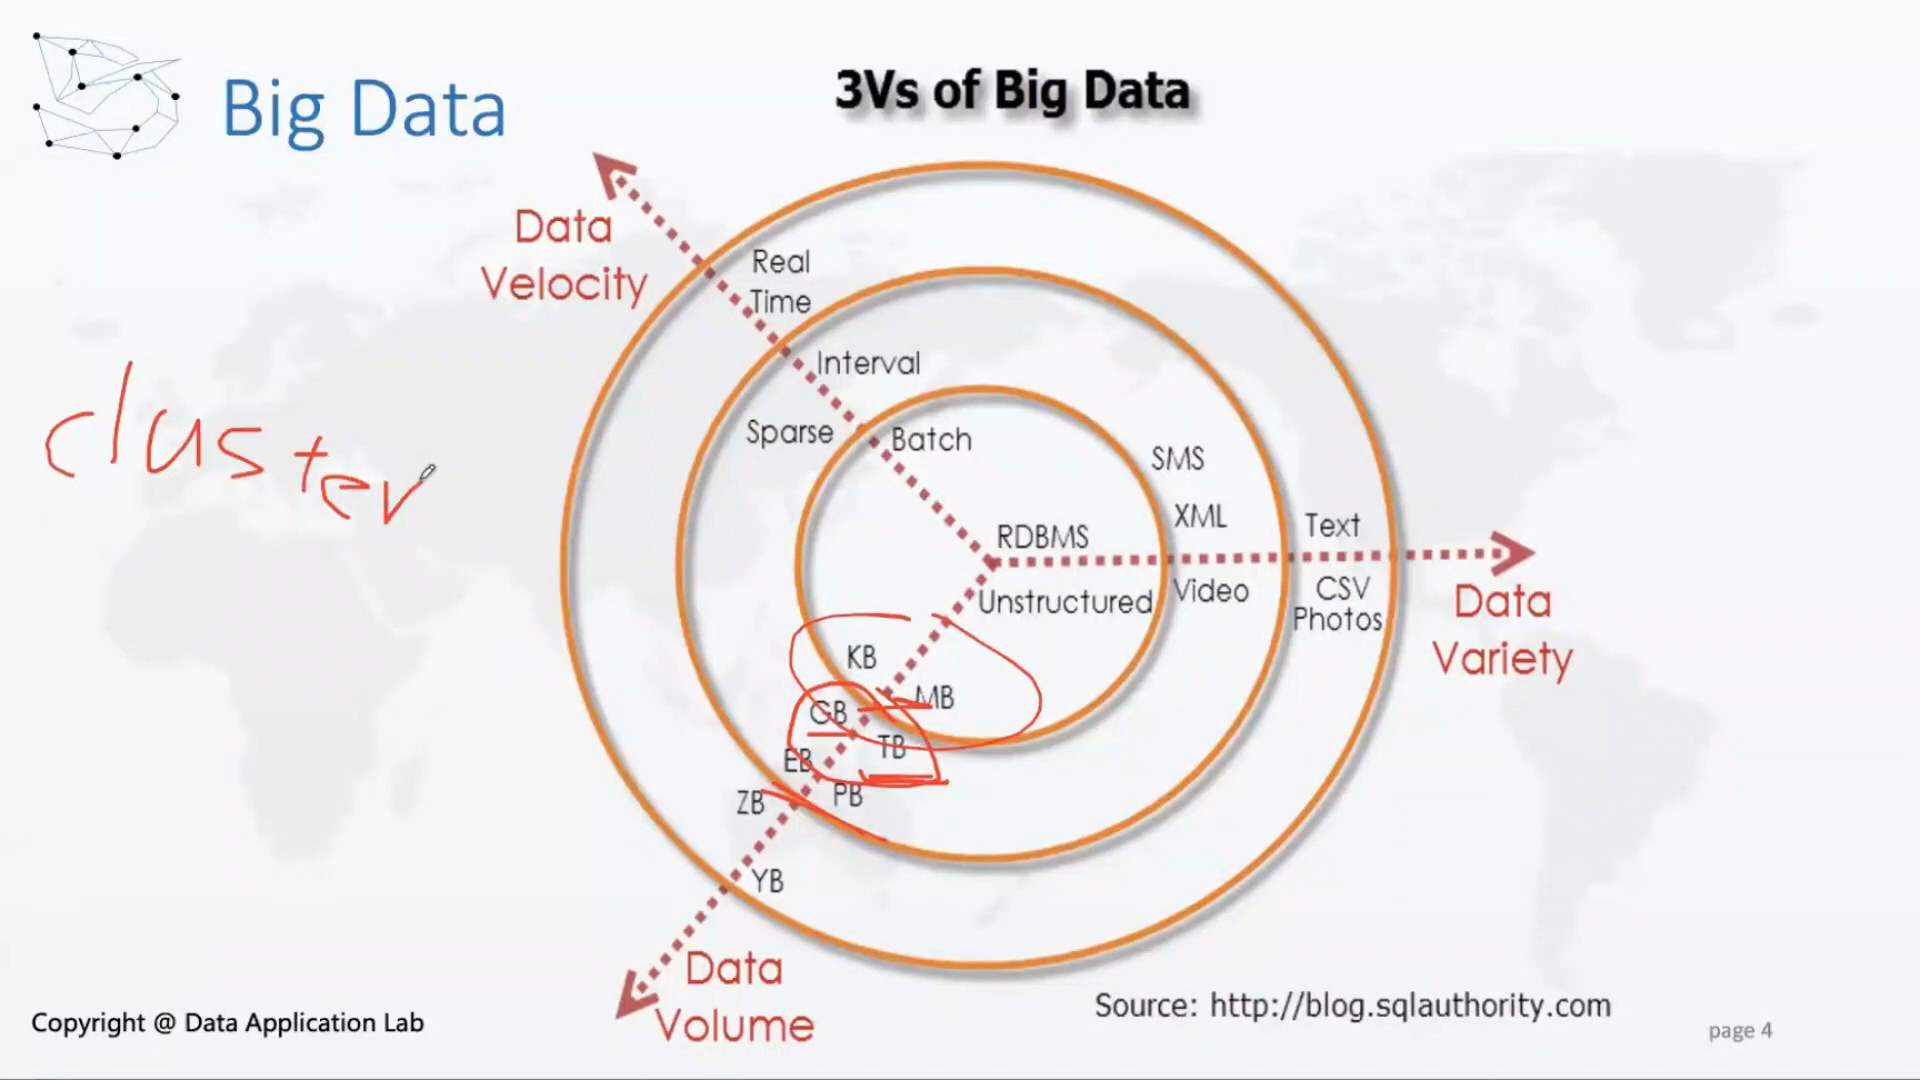 Big Data
3Vs of Big Data
Data
Velocity
Real
Time
Interval
Sparse
Batch
cluster
SMS
XML
RDBMS
Text
Unstructured
Video
CSV
Photos
Data
Variety
KB
MB
GB
TB
EB
PB
ZB
YB
Data
Volume
Source: http://blog.sqlauthority.com
Copyright @ Data Application Lab
page 4